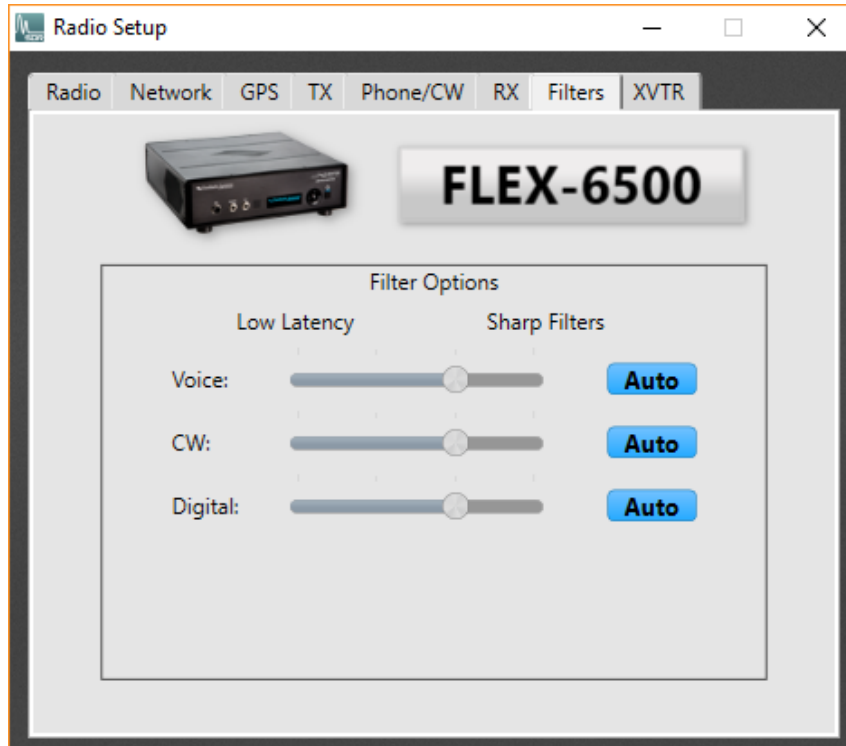 Radio Setup
Radio Network GPS TX Phone/CW RX Filters XVTR
FLEX-6500
Filter Options
Low Latency Sharp Filters
Voice: Auto
CW: Auto
Digital: Auto